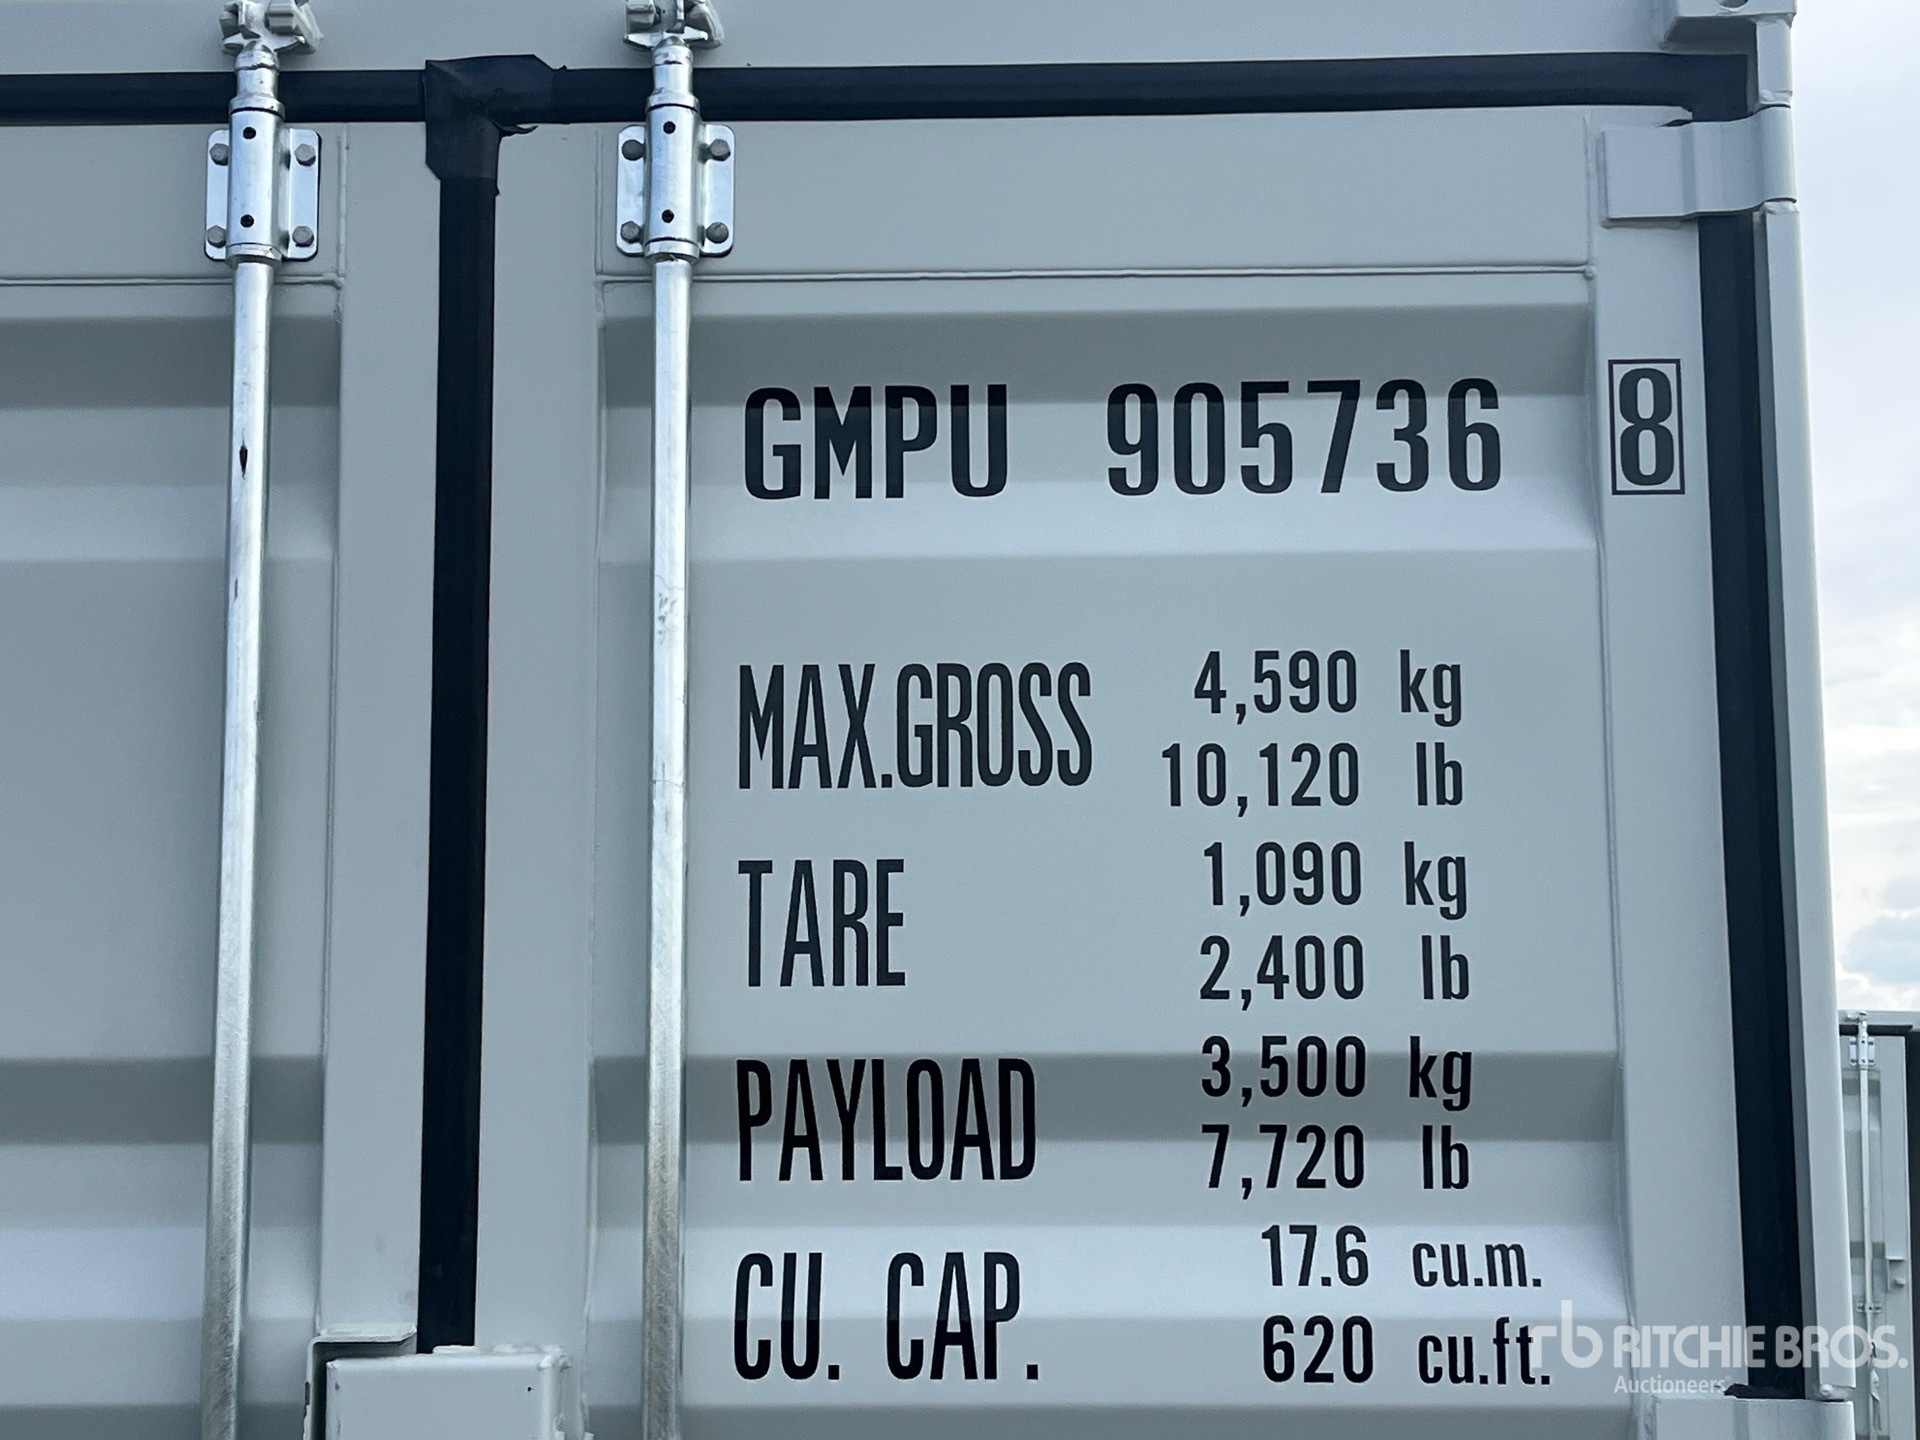 GMPU 905736 8
MAX.GROSS 4,590 kg
10,120 lb
TARE 1,090 kg
2,400 lb
PAYLOAD 3,500 kg
7,720 lb
CU. CAP. 17.6 cu.m.
620 cu.ft.
rb RITCHIE BROS.
Auctioneers